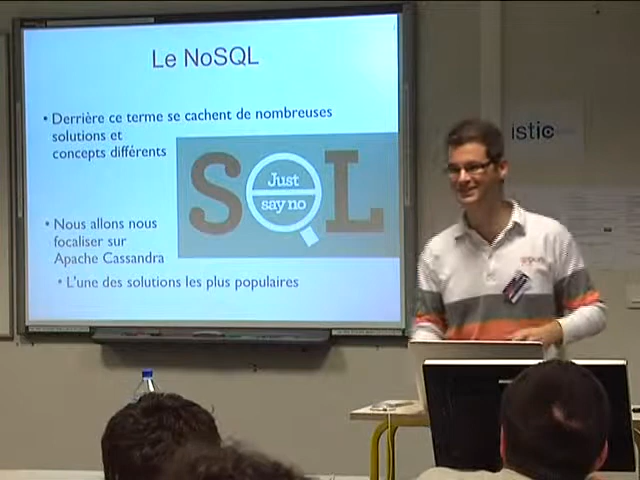 Le NoSQL
• Derrière ce terme se cachent de nombreuses
solutions et
concepts différents
SQL
Just
say no
• Nous allons nous
focaliser sur
Apache Cassandra
• L'une des solutions les plus populaires
istic